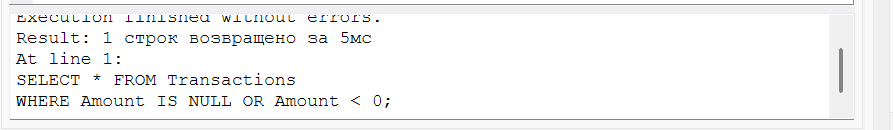 Execution finished without errors.
Result: 1 строк возвращено за 5мс
At line 1:
SELECT * FROM Transactions
WHERE Amount IS NULL OR Amount < 0;